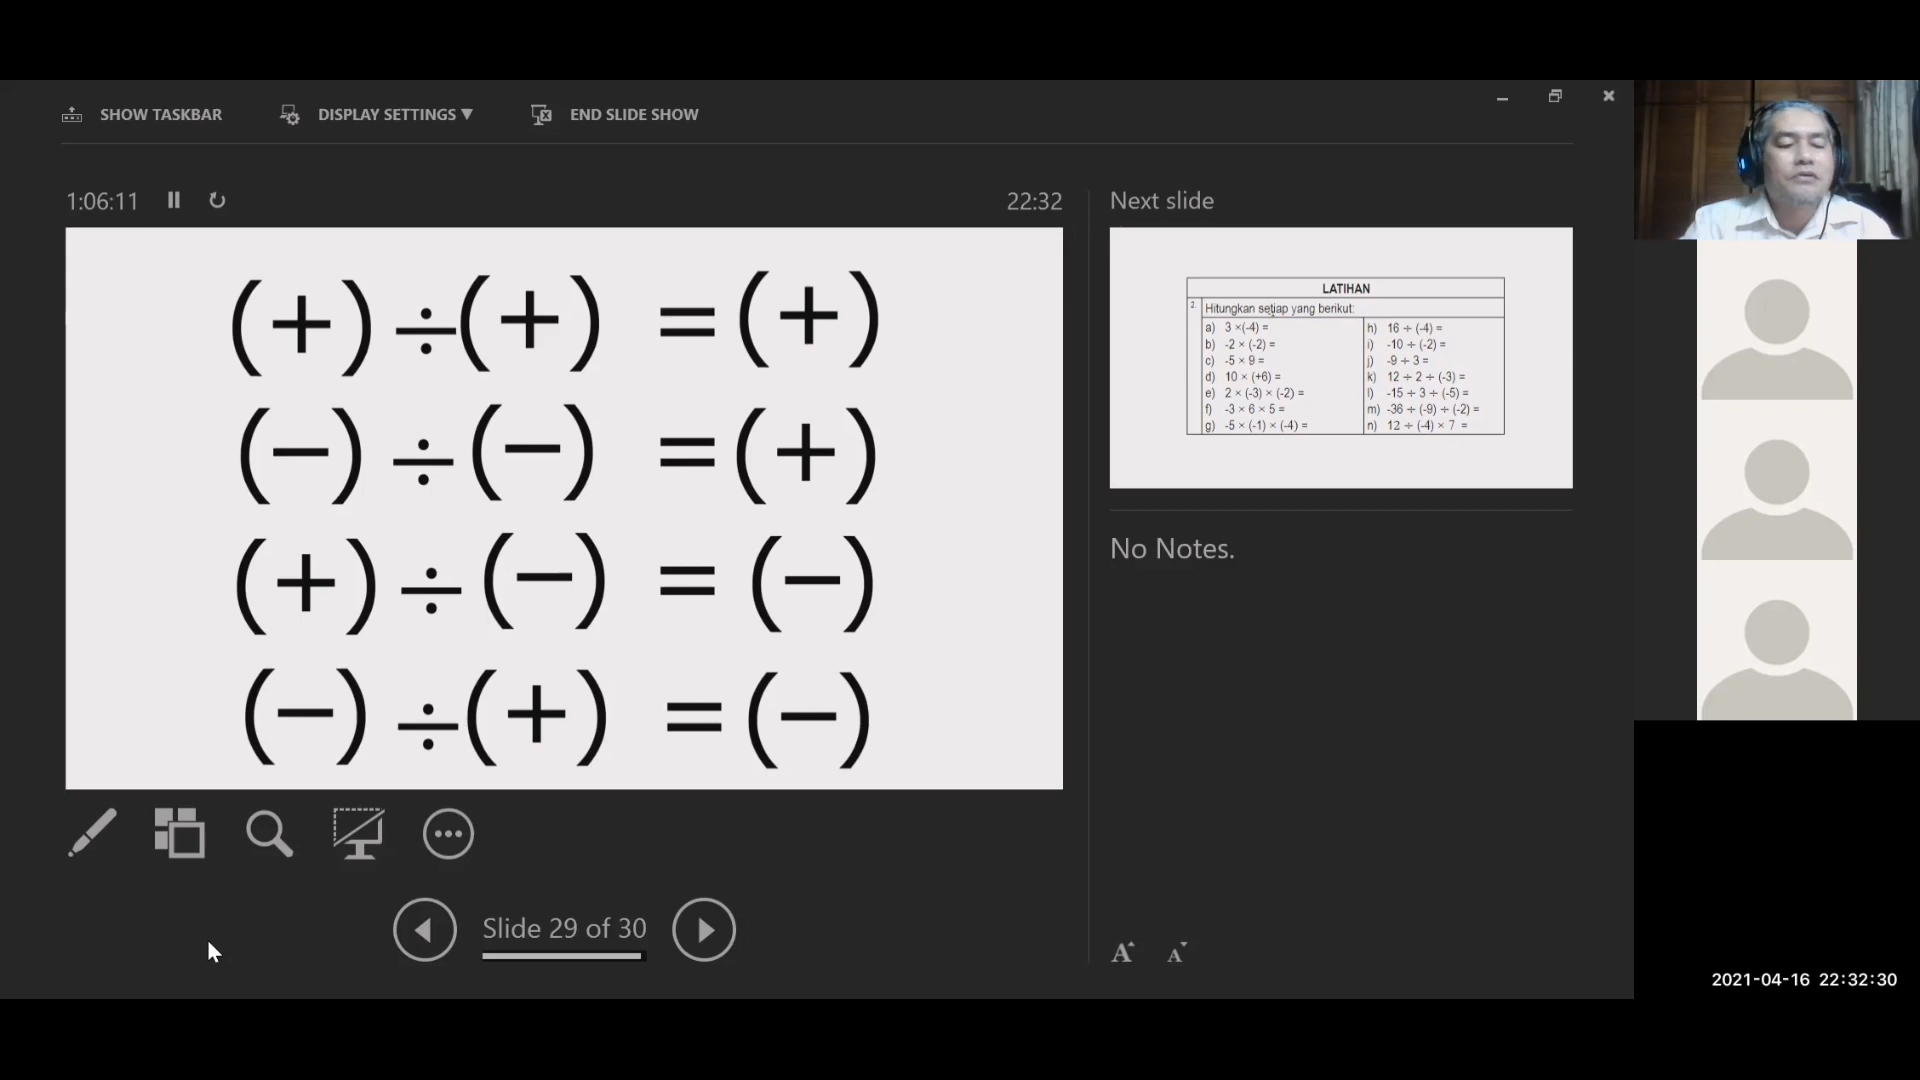 SHOW TASKBAR
DISPLAY SETTINGS ▼
END SLIDE SHOW
1:06:11
22:32
(+) ÷ (+) = (+)
(−) ÷ (−) = (+)
(+) ÷ (−) = (−)
(−) ÷ (+) = (−)
Slide 29 of 30
Next slide
LATIHAN
2. Hitungkan setiap yang berikut:
a) 3 ×(-4) =
b) -2 × (-2) =
c) -5 × 9 =
d) 10 × (+6) =
e) 2 × (-3) × (-2) =
f) -3 × 6 × 5 =
g) -5 × (-1) × (-4) =
h) 16 ÷ (-4) =
i) -10 ÷ (-2) =
j) -9 ÷ 3 =
k) 12 ÷ 2 ÷ (-3) =
l) -15 ÷ 3 ÷ (-5) =
m) -36 ÷ (-9) ÷ (-2) =
n) 12 ÷ (-4) × 7 =
No Notes.
A A
2021-04-16 22:32:30